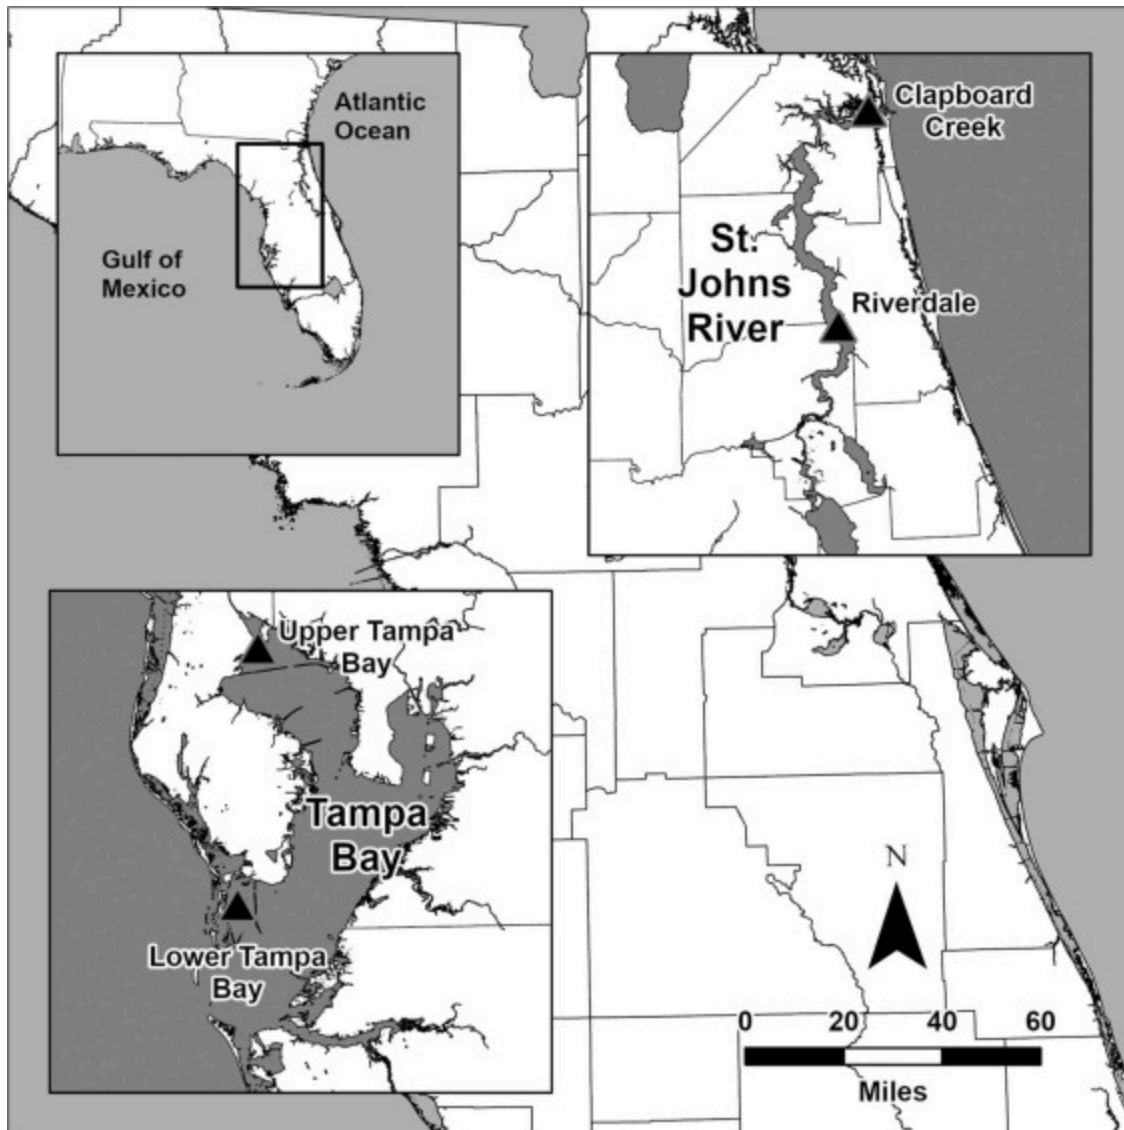 Atlantic
Ocean
Gulf of
Mexico
Clapboard
Creek
St.
Johns
River
Riverdale
Upper Tampa
Bay
Tampa
Bay
Lower Tampa
Bay
N
0 20 40 60
Miles